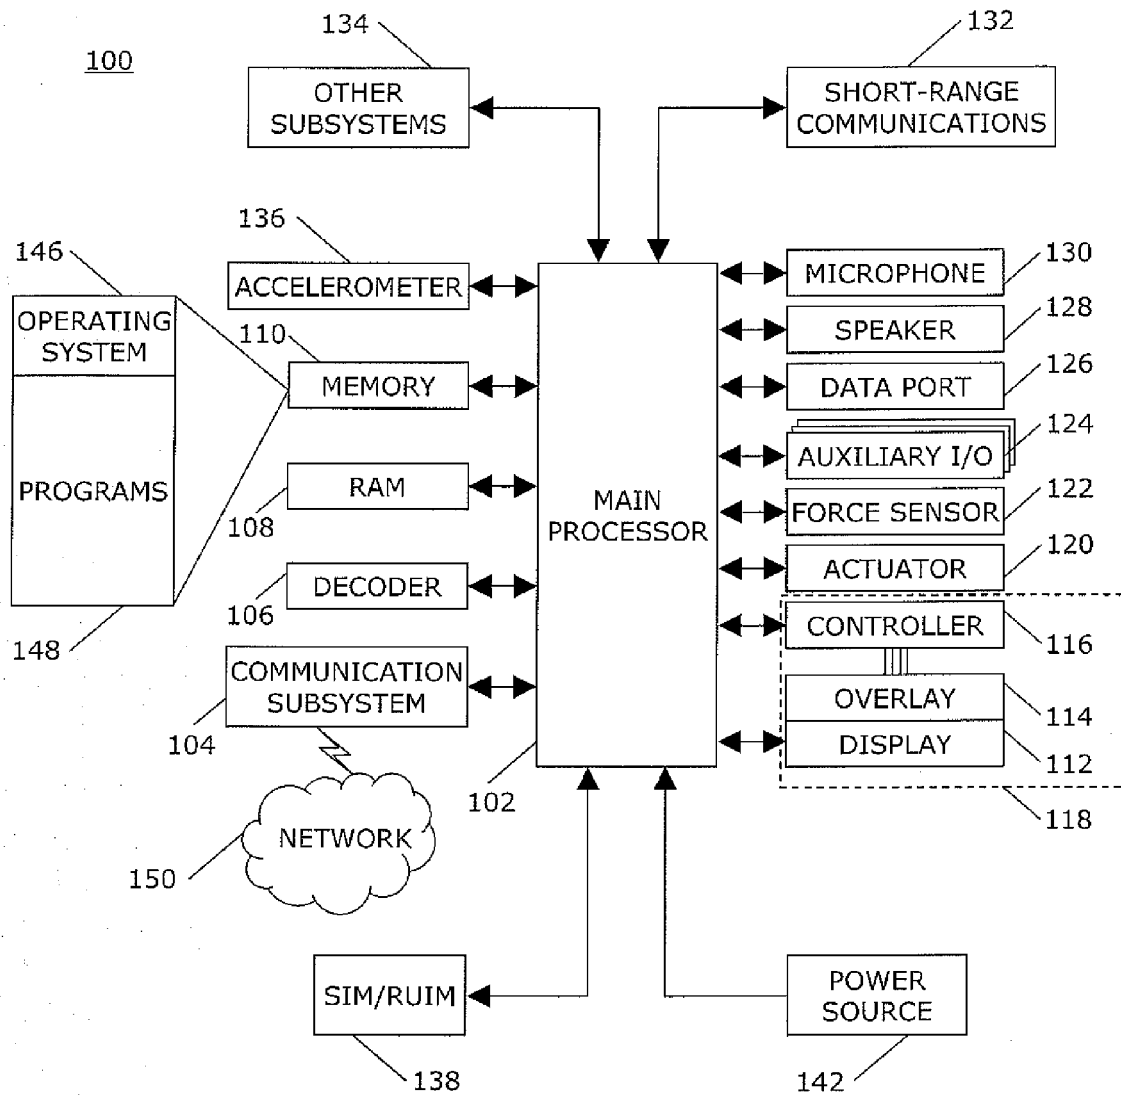 134
132
100
OTHER
SUBSYSTEMS
SHORT-RANGE
COMMUNICATIONS
136
146
ACCELEROMETER
MICROPHONE
130
OPERATING
SYSTEM
110
SPEAKER
128
MEMORY
DATA PORT
126
AUXILIARY I/O
124
PROGRAMS
RAM
108
MAIN
PROCESSOR
FORCE SENSOR
122
DECODER
106
ACTUATOR
120
148
CONTROLLER
116
COMMUNICATION
SUBSYSTEM
104
OVERLAY
114
DISPLAY
112
102
118
NETWORK
150
SIM/RUIM
138
POWER
SOURCE
142